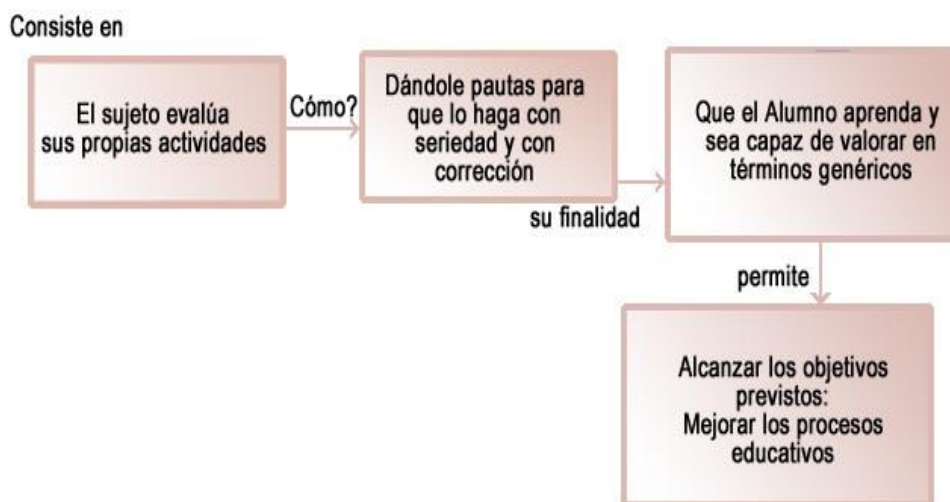 Consiste en
El sujeto evalúa
sus propias actividades
Cómo?
Dándole pautas para
que lo haga con
seriedad y con
corrección
su finalidad
Que el Alumno aprenda y
sea capaz de valorar en
términos genéricos
permite
Alcanzar los objetivos
previstos:
Mejorar los procesos
educativos